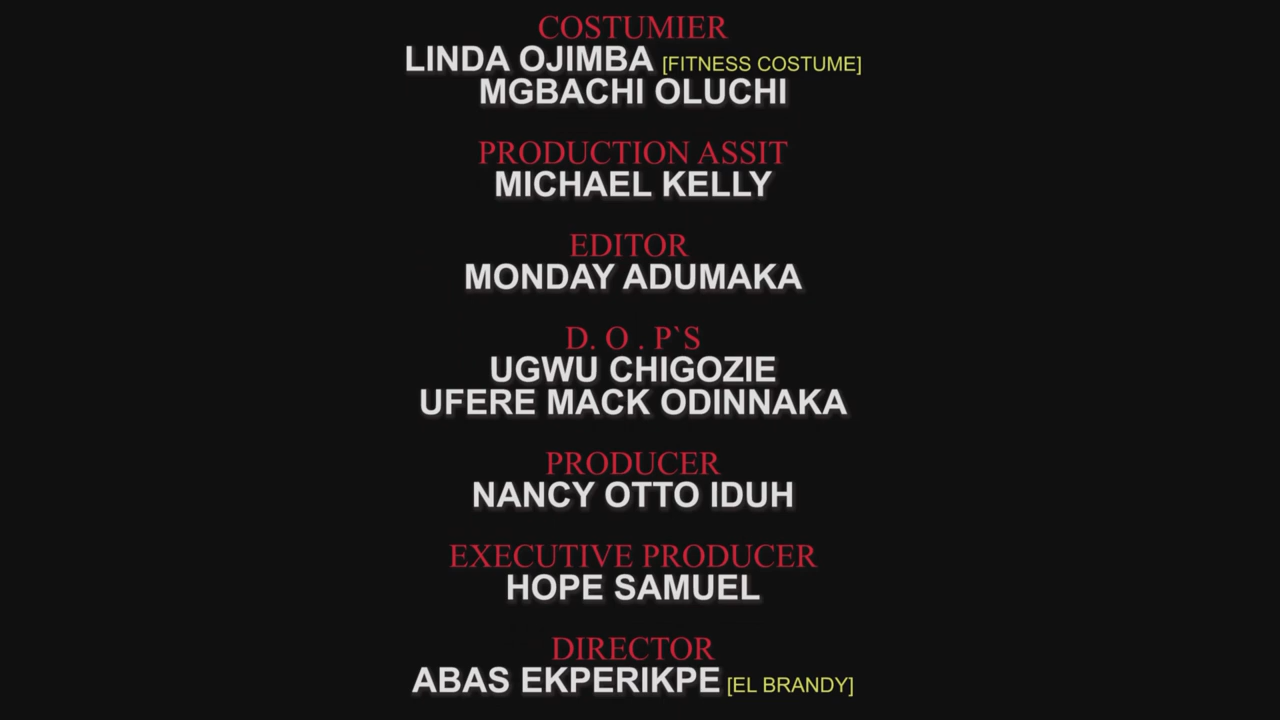 COSTUMIER
LINDA OJIMBA [FITNESS COSTUME]
MGBACHI OLUCHI
PRODUCTION ASSIT
MICHAEL KELLY
EDITOR
MONDAY ADUMAKA
D. O . P`S
UGWU CHIGOZIE
UFERE MACK ODINNAKA
PRODUCER
NANCY OTTO IDUH
EXECUTIVE PRODUCER
HOPE SAMUEL
DIRECTOR
ABAS EKPERIKPE [EL BRANDY]